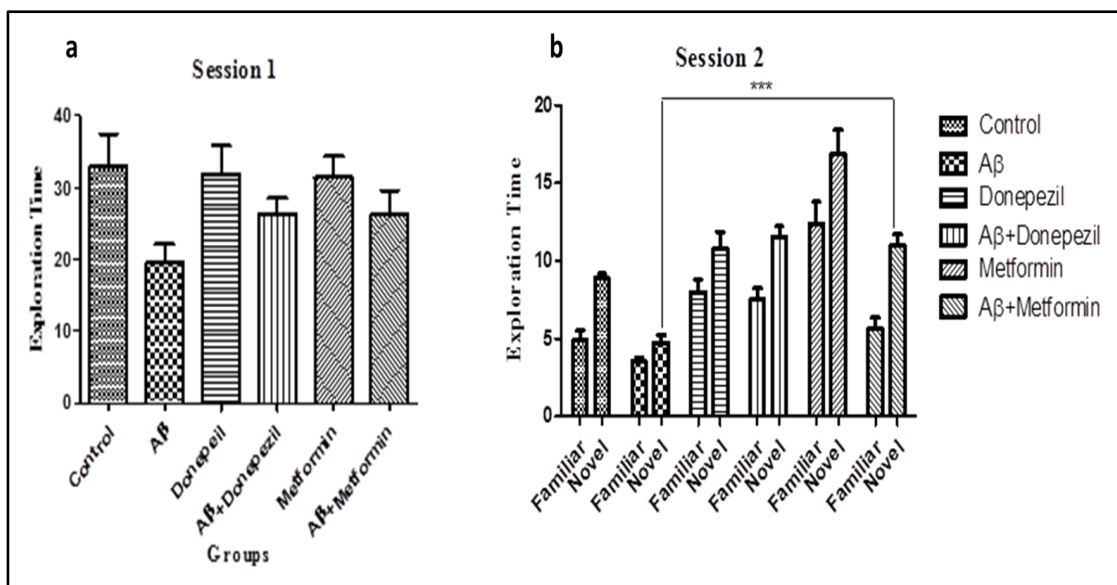 a
Session 1
Exploration Time
40
30
20
10
0
Control
Aβ
Donepeil
Aβ+Donepezil
Metformin
Aβ+Metformin
Groups
b
Session 2
***
Exploration Time
20
15
10
5
0
Familiar
Novel
Familiar
Novel
Familiar
Novel
Familiar
Novel
Familiar
Novel
Familiar
Novel
Control
Aβ
Donepezil
Aβ+Donepezil
Metformin
Aβ+Metformin